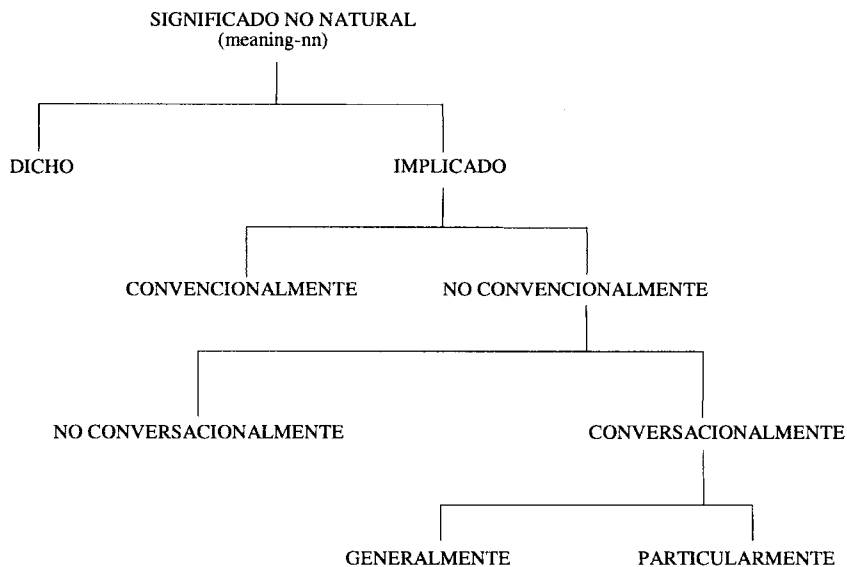 SIGNIFICADO NO NATURAL
(meaning-nn)
DICHO
IMPLICADO
CONVENCIONALMENTE
NO CONVENCIONALMENTE
NO CONVERSACIONALMENTE
CONVERSACIONALMENTE
GENERALMENTE
PARTICULARMENTE